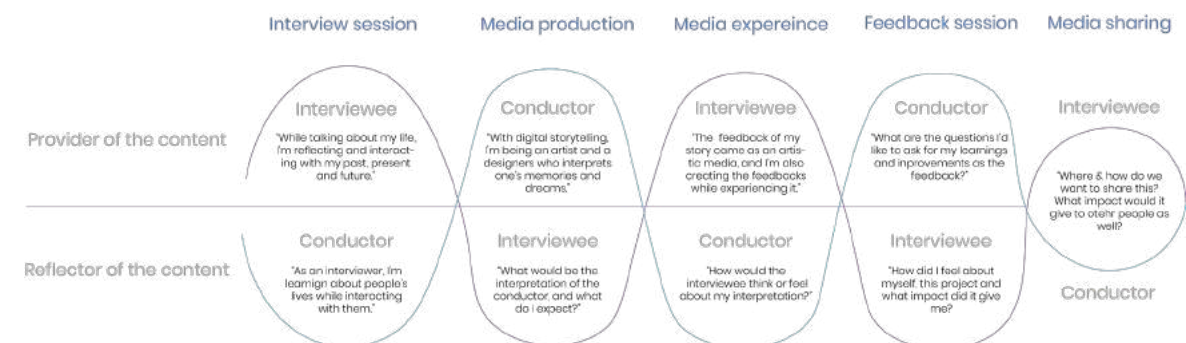 Interview session
Media production
Media expereince
Feedback session
Media sharing
Provider of the content
Interviewee
"While talking about my life,
I'm reflecting and interact-
ing with my past, present
and future."
Conductor
"With digital storytelling,
I'm being an artist and a
designers who interprets
one's memories and
dreams."
Interviewee
"The feedback of my
story came as an artis-
tic media, and I'm also
creating the feedbacks
while experiencing it."
Conductor
"What are the questions I'd
like to ask for my learnings
and inprovements as the
feedback?"
Interviewee
"Where & how do we
want to share this?
What impact would it
give to otehr people as
well?
Conductor
Reflector of the content
Conductor
"As an interviewer, I'm
learnign about people's
lives while interacting
with them."
Interviewee
"What would be the
interpretation of the
conductor, and what
do i expect?"
Conductor
"How would the
interviewee think or feel
about my interpretation?"
Interviewee
"How did I feel about
myself, this project and
what impact did it give
me?